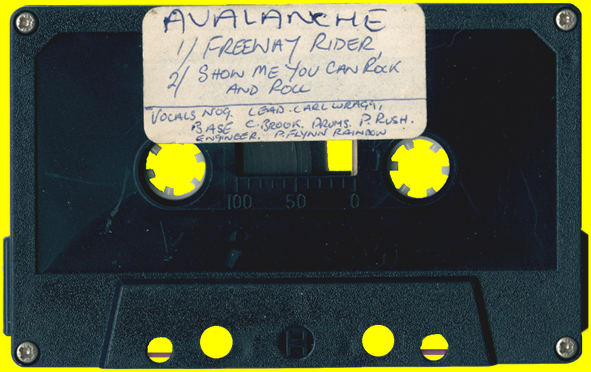 AVALANCHE
1/ FREEWAY RIDER,
2/ SHOW ME YOU CAN ROCK
AND ROLL
VOCALS NOG. LEAD. CARL WRAGG,
BASE C. BROOK. DRUMS. P. RUSH.
ENGINEER. P. FLYNN RAINBOW
100 50 0